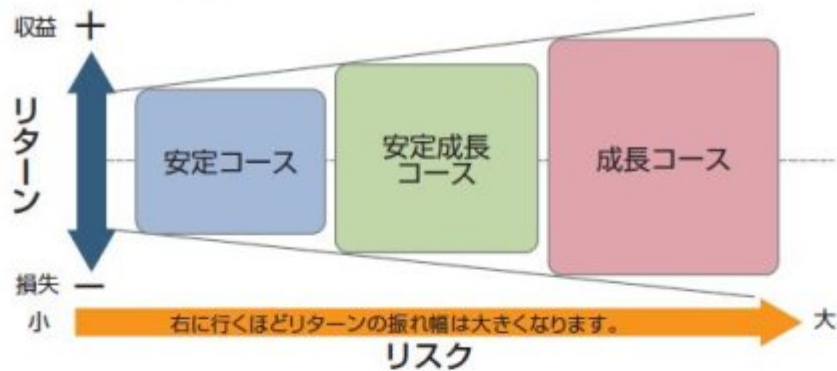 収益 +
リターン
安定コース
安定成長
コース
成長コース
損失 −
小
右に行くほどリターンの振れ幅は大きくなります。
大
リスク